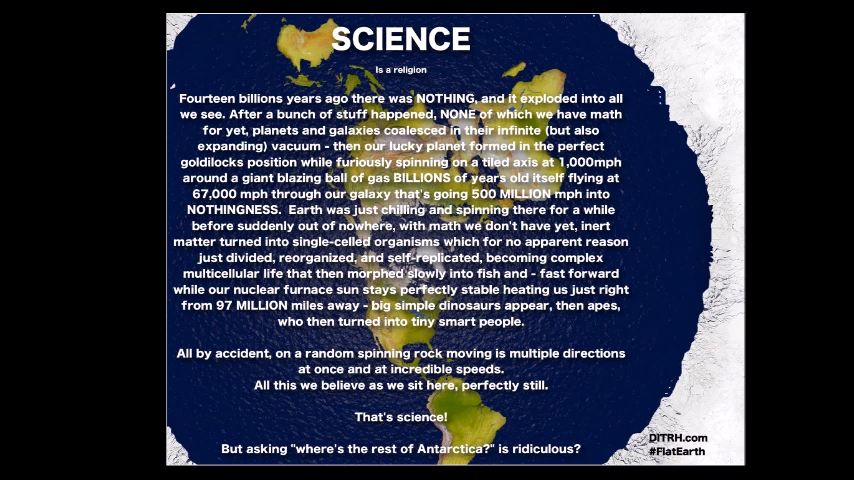 SCIENCE
Is a religion
Fourteen billions years ago there was NOTHING, and it exploded into all
we see. After a bunch of stuff happened, NONE of which we have math
for yet, planets and galaxies coalesced in their infinite (but also
expanding) vacuum - then our lucky planet formed in the perfect
goldilocks position while furiously spinning on a tiled axis at 1,000mph
around a giant blazing ball of gas BILLIONS of years old itself flying at
67,000 mph through our galaxy that's going 500 MILLION mph into
NOTHINGNESS. Earth was just chilling and spinning there for a while
before suddenly out of nowhere, with math we don't have yet, inert
matter turned into single-celled organisms which for no apparent reason
just divided, reorganized, and self-replicated, becoming complex
multicellular life that then morphed slowly into fish and - fast forward
while our nuclear furnace sun stays perfectly stable heating us just right
from 97 MILLION miles away - big simple dinosaurs appear, then apes,
who then turned into tiny smart people.
All by accident, on a random spinning rock moving is multiple directions
at once and at incredible speeds.
All this we believe as we sit here, perfectly still.
That's science!
But asking "where's the rest of Antarctica?" is ridiculous?
DITRH.com
#FlatEarth